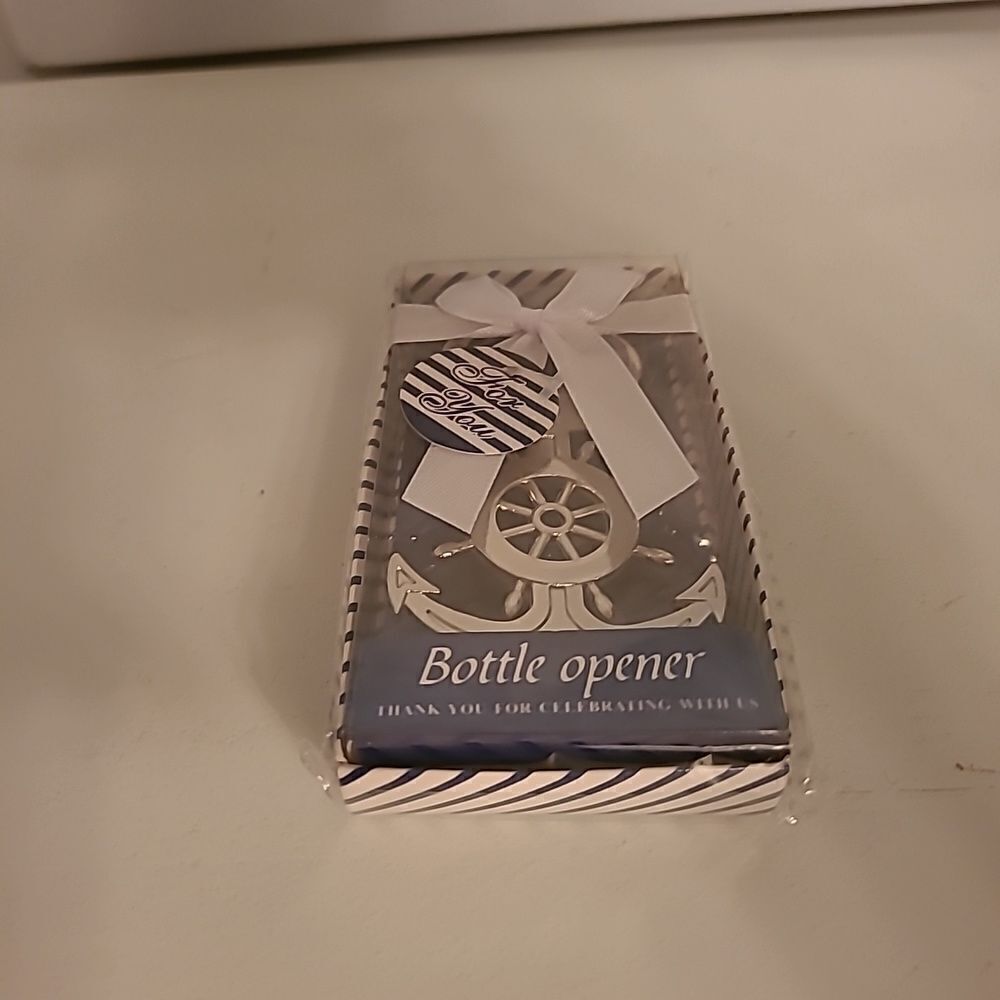 For
You
Bottle opener
THANK YOU FOR CELEBRATING WITH US